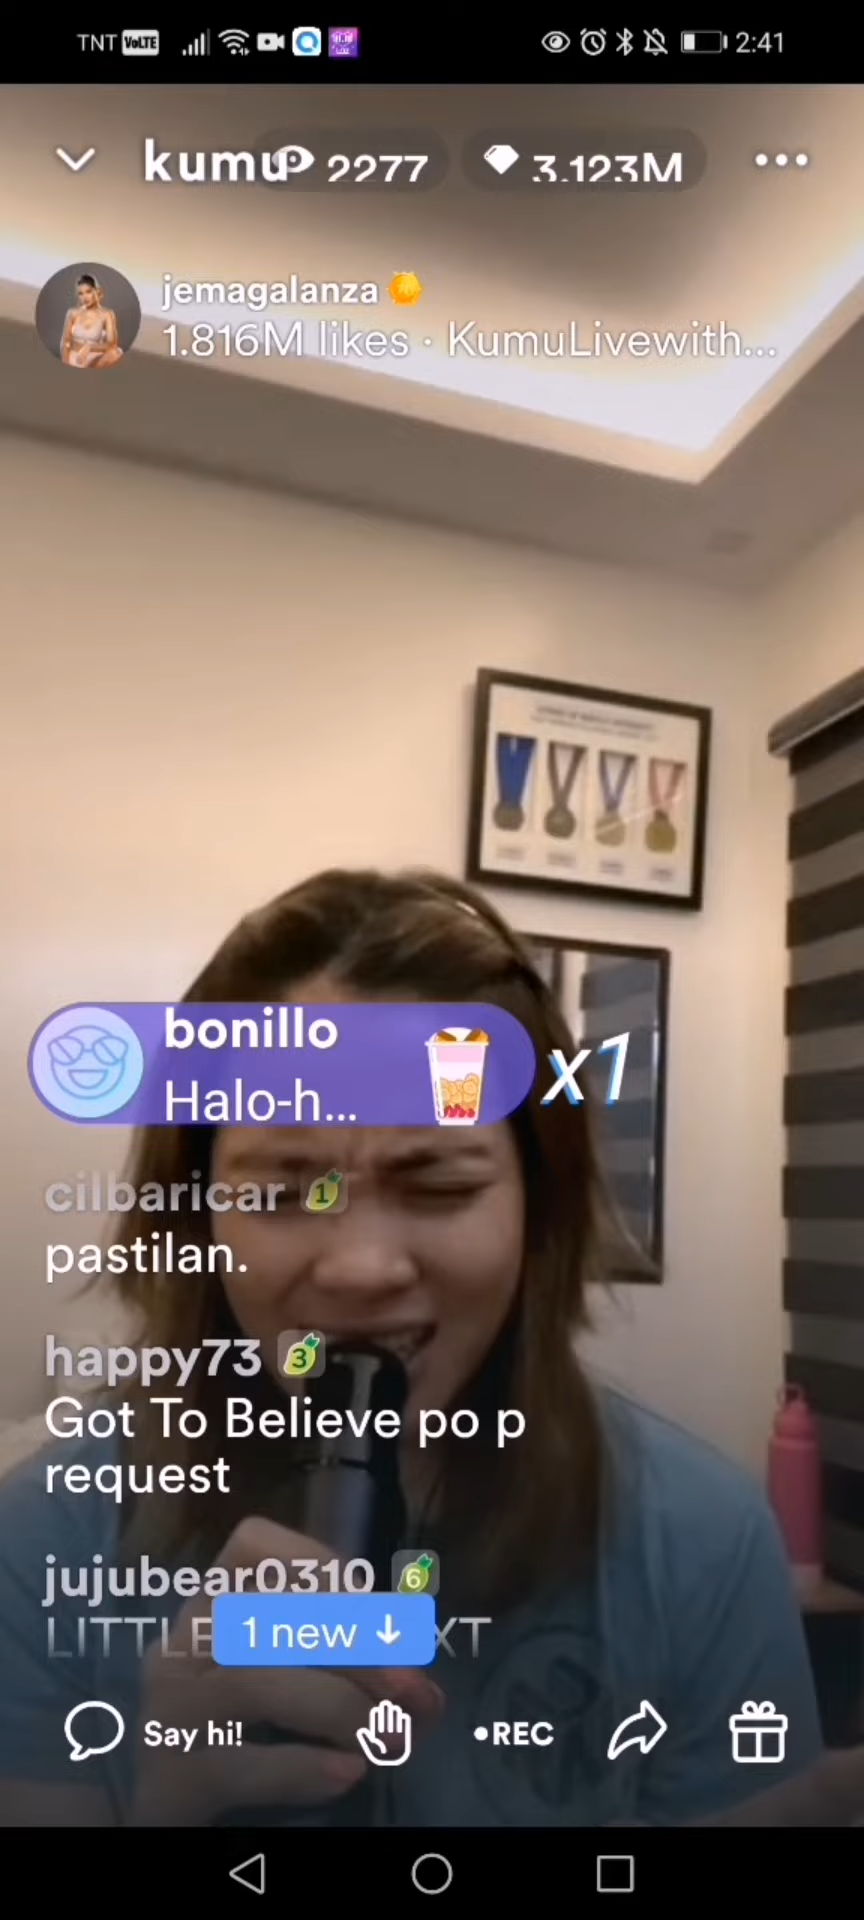 TNT VoLTE 2:41
kumu 2277 3.123M
jemagalanza
1.816M likes · KumuLivewith...
bonillo
Halo-h... x1
cilbaricar 1
pastilan.
happy73 3
Got To Believe po p
request
jujubear0310 6
LITTLE
1 new
Say hi! •REC